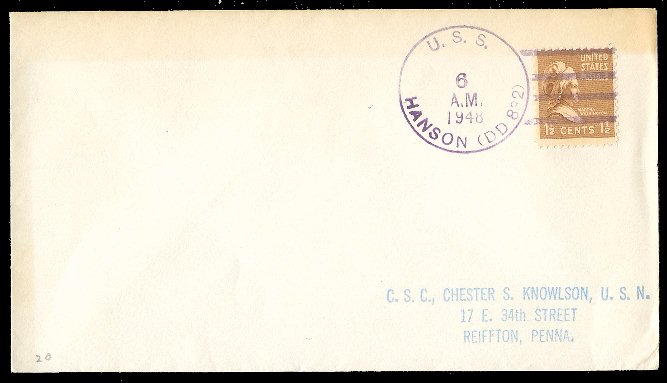 U. S. S.
6
A.M.
1948
HANSON (DD 832)
UNITED
STATES
1½ CENTS 1½
C. S. C., CHESTER S. KNOWLSON, U. S. N.
17 E. 34th STREET
REIFFTON, PENNA.
20